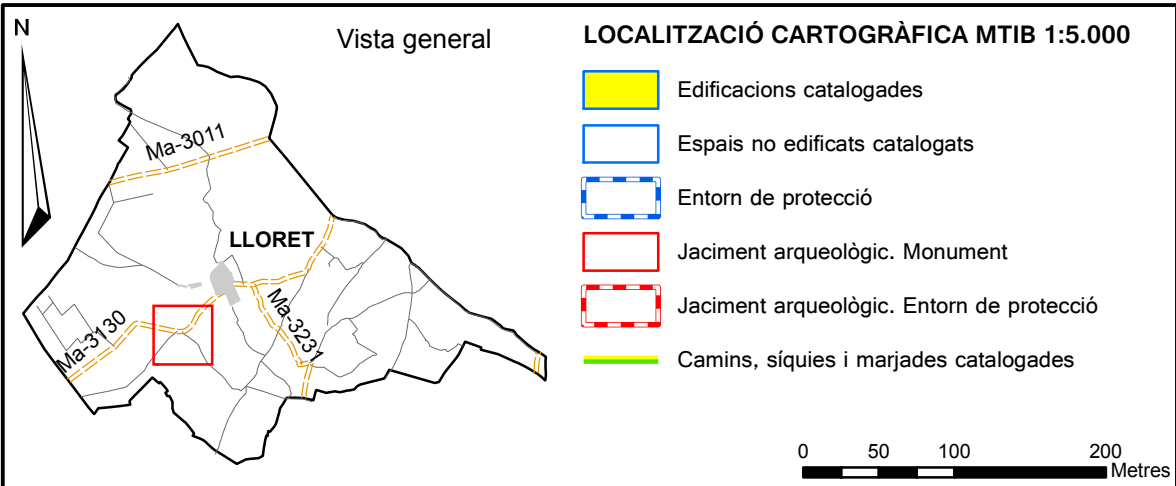 N
Vista general
Ma-3011
LLORET
Ma-3130
Ma-3231
LOCALITZACIÓ CARTOGRÀFICA MTIB 1:5.000
Edificacions catalogades
Espais no edificats catalogats
Entorn de protecció
Jaciment arqueològic. Monument
Jaciment arqueològic. Entorn de protecció
Camins, síquies i marjades catalogades
0 50 100 200
Metres